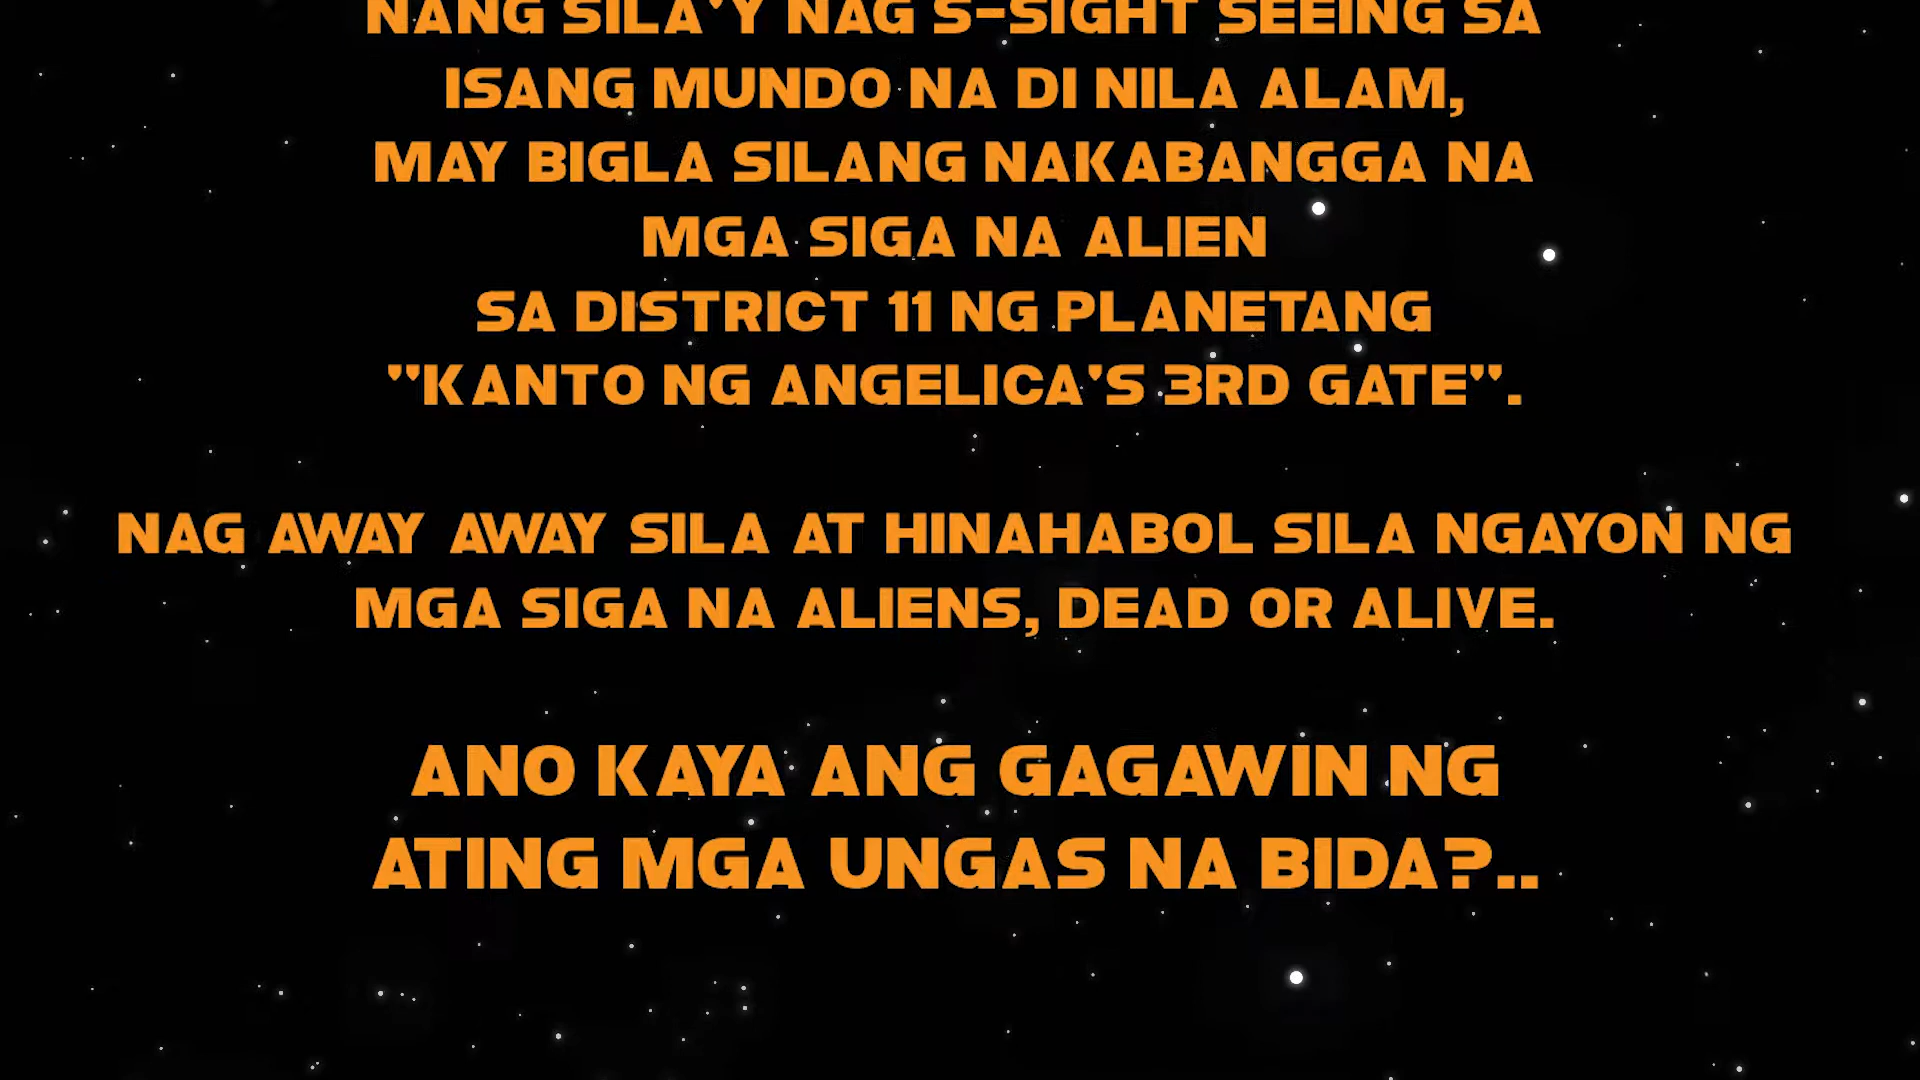 NANG SILA'Y NAG S-SIGHT SEEING SA
ISANG MUNDO NA DI NILA ALAM,
MAY BIGLA SILANG NAKABANGGA NA
MGA SIGA NA ALIEN
SA DISTRICT 11 NG PLANETANG
"KANTO NG ANGELICA'S 3RD GATE".
NAG AWAY AWAY SILA AT HINAHABOL SILA NGAYON NG
MGA SIGA NA ALIENS, DEAD OR ALIVE.
ANO KAYA ANG GAGAWIN NG
ATING MGA UNGAS NA BIDA?..